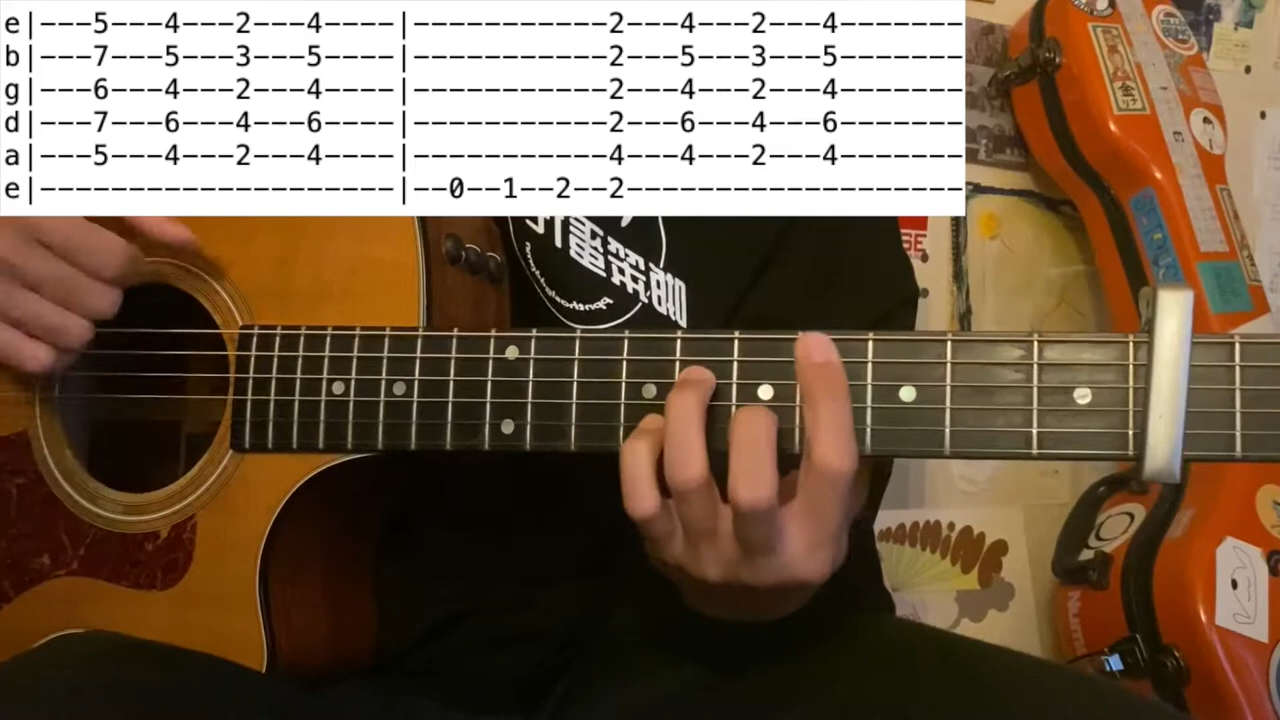 e|---5---4---2---4----|-----------2---4---2---4-------
b|---7---5---3---5----|-----------2---5---3---5-------
g|---6---4---2---4----|-----------2---4---2---4-------
d|---7---6---4---6----|-----------2---6---4---6-------
a|---5---4---2---4----|-----------4---4---2---4-------
e|--------------------|--0--1--2--2-------------------
金
SE